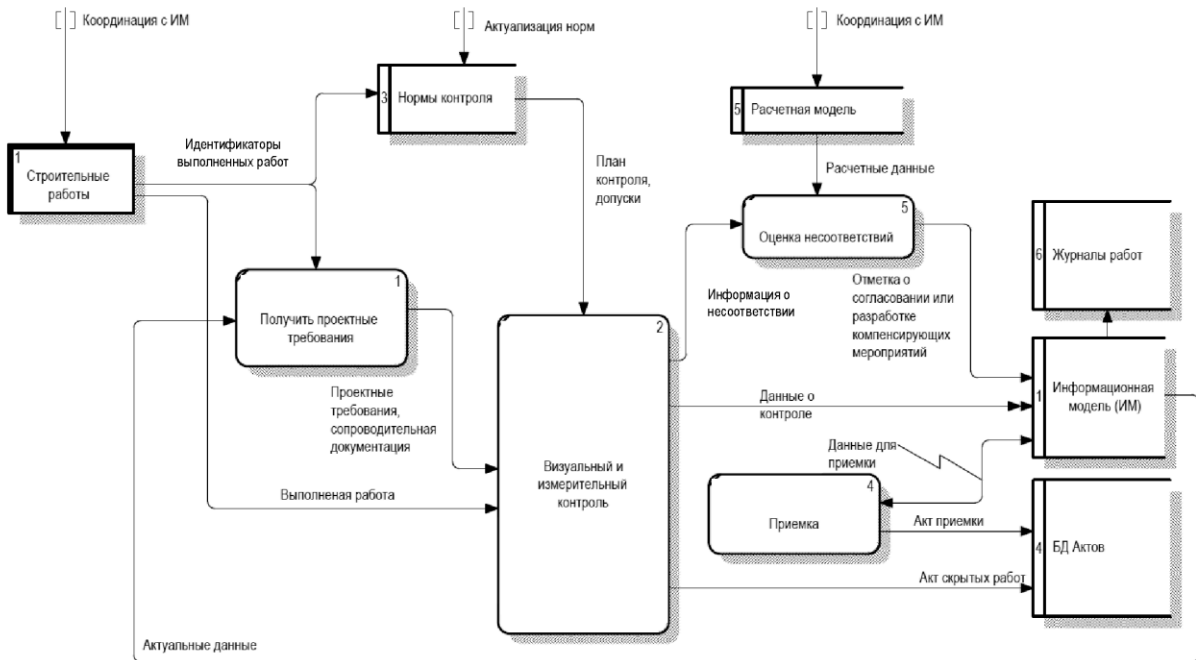 Координация с ИМ
Актуализация норм
Координация с ИМ
3
Нормы контроля
5
Расчетная модель
Идентификаторы
выполненных работ
1
Строительные
работы
План
контроля,
допуски
Расчетные данные
5
Оценка несоответствий
6
Журналы работ
1
Получить проектные
требования
Информация о
несоответствии
Отметка о
согласовании или
разработке
компенсирующих
мероприятий
2
Визуальный и
измерительный
контроль
Проектные
требования,
сопроводительная
документация
Данные о
контроле
1
Информационная
модель (ИМ)
Данные для
приемки
Выполненая работа
4
Приемка
Акт приемки
4
БД Актов
Акт скрытых работ
Актуальные данные